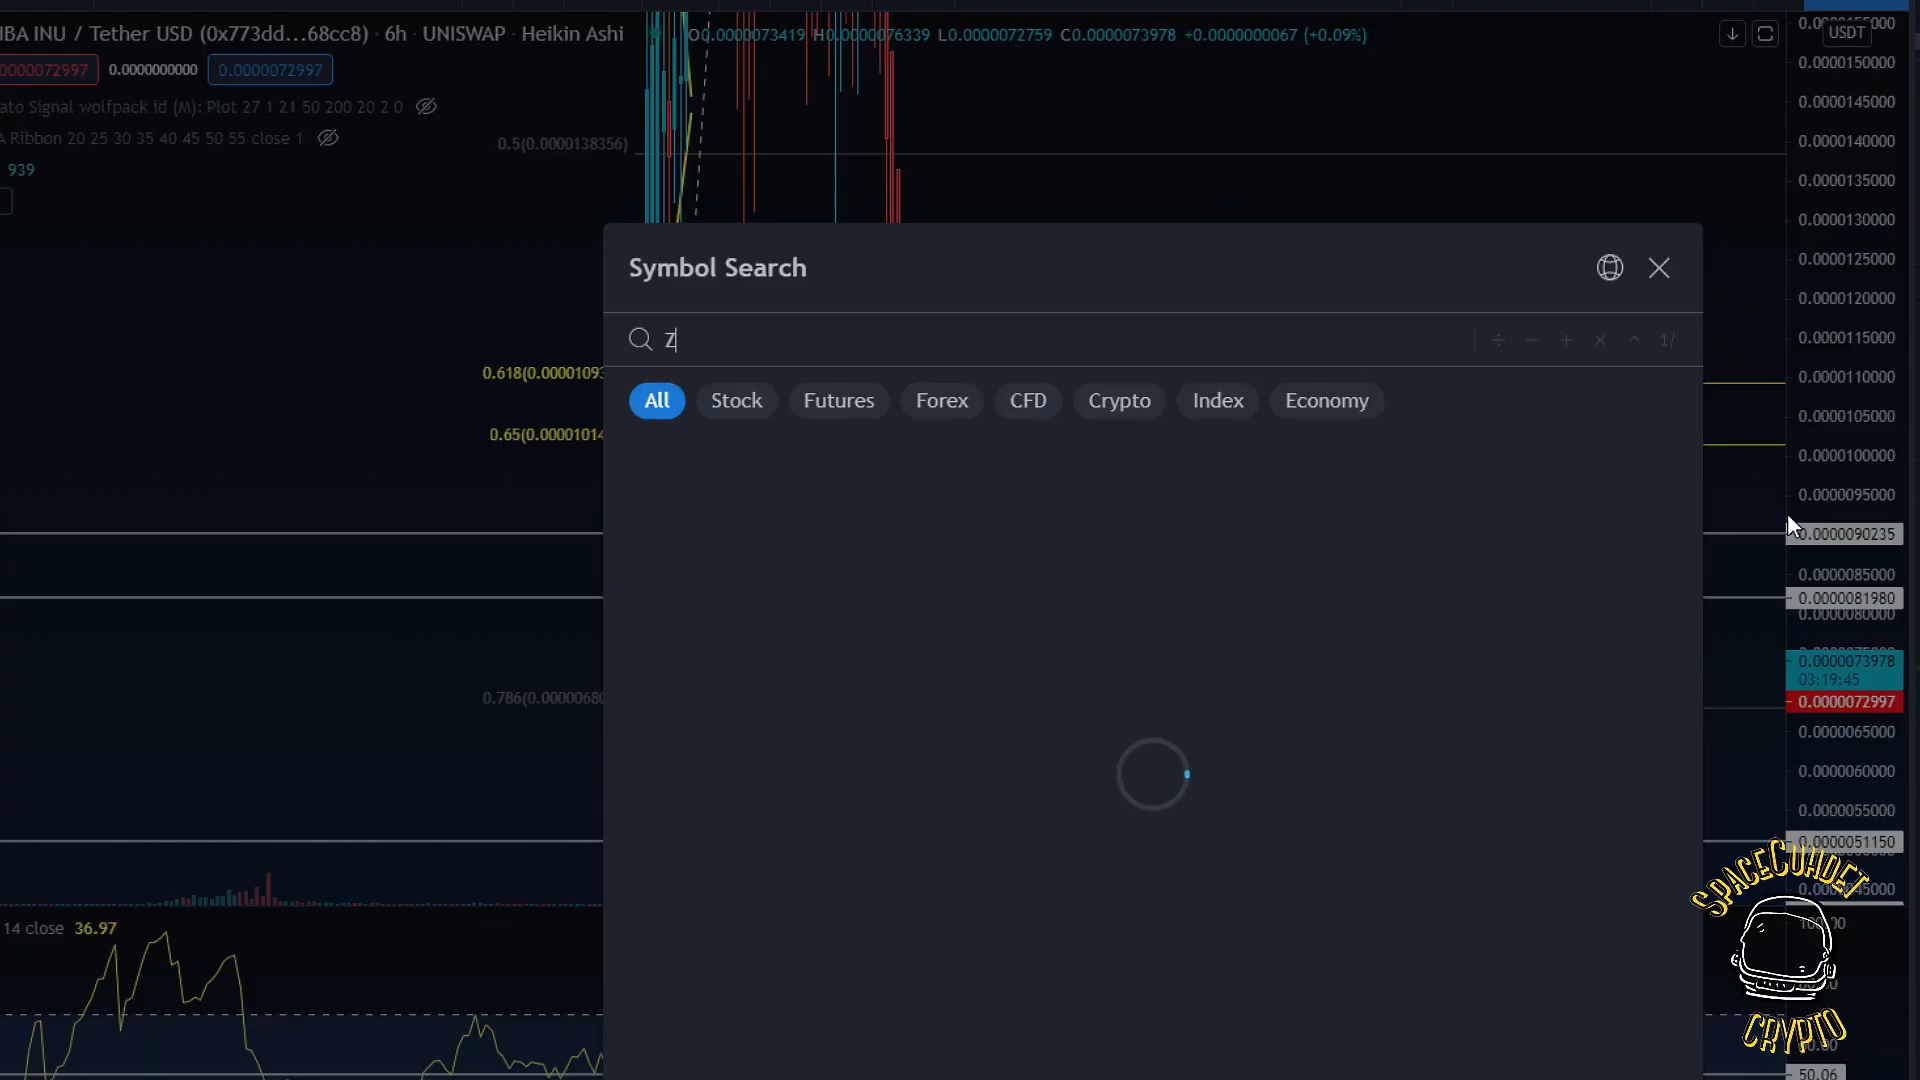 IBA INU / Tether USD (0x773dd...68cc8) · 6h · UNISWAP · Heikin Ashi
O0.0000073419 H0.0000076339 L0.0000072759 C0.0000073978 +0.0000000067 (+0.09%)
USDT
0000072997 0.0000000000 0.0000072997
ato Signal wolfpack id (M): Plot 27 1 21 50 200 20 2 0
A Ribbon 20 25 30 35 40 45 50 55 close 1
939
0.5(0.0000138356)
0.618(0.0000109
0.65(0.00001014
0.786(0.0000068
Symbol Search
Z
÷ − + × ^ 1/
All Stock Futures Forex CFD Crypto Index Economy
0.0000150000
0.0000145000
0.0000140000
0.0000135000
0.0000130000
0.0000125000
0.0000120000
0.0000115000
0.0000110000
0.0000105000
0.0000100000
0.0000095000
0.0000090235
0.0000085000
0.0000081980
0.0000080000
0.0000073978
03:19:45
0.0000072997
0.0000065000
0.0000060000
0.0000055000
0.0000051150
14 close 36.97
50.06
SPACECUHDET
CRYPTO